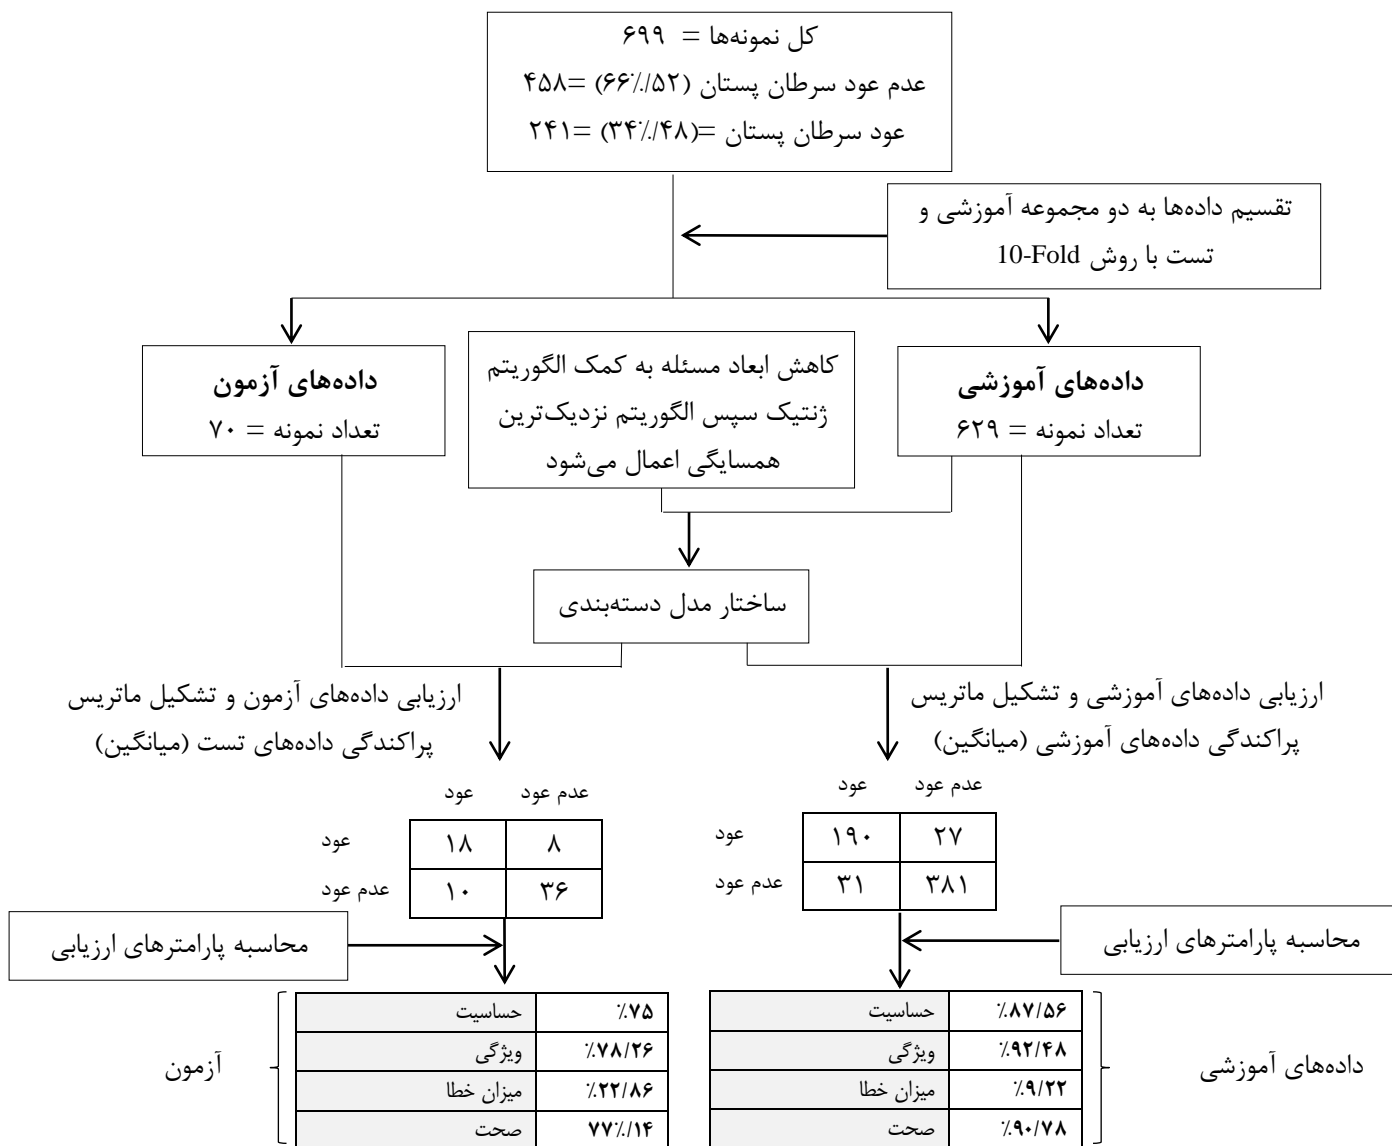 کل نمونه‌ها = ۶۹۹
عدم عود سرطان پستان (۶۶٪/۵۲) =۴۵۸
عود سرطان پستان =(۳۴٪/۴۸) =۲۴۱
تقسیم داده‌ها به دو مجموعه آموزشی و
تست با روش 10-Fold
داده‌های آموزشی
تعداد نمونه = ۶۲۹
کاهش ابعاد مسئله به کمک الگوریتم
ژنتیک سپس الگوریتم نزدیک‌ترین
همسایگی اعمال می‌شود
داده‌های آزمون
تعداد نمونه = ۷۰
ساختار مدل دسته‌بندی
ارزیابی داده‌های آموزشی و تشکیل ماتریس
پراکندگی داده‌های آموزشی (میانگین)
ارزیابی داده‌های آزمون و تشکیل ماتریس
پراکندگی داده‌های تست (میانگین)
عود عدم عود
عود ۱۹۰ ۲۷
عدم عود ۳۱ ۳۸۱
عود عدم عود
عود ۱۸ ۸
عدم عود ۱۰ ۳۶
محاسبه پارامترهای ارزیابی
محاسبه پارامترهای ارزیابی
داده‌های آموزشی
حساسیت ٪۸۷/۵۶
ویژگی ٪۹۲/۴۸
میزان خطا ٪۹/۲۲
صحت ٪۹۰/۷۸
آزمون
حساسیت ٪۷۵
ویژگی ٪۷۸/۲۶
میزان خطا ٪۲۲/۸۶
صحت ۷۷٪/۱۴